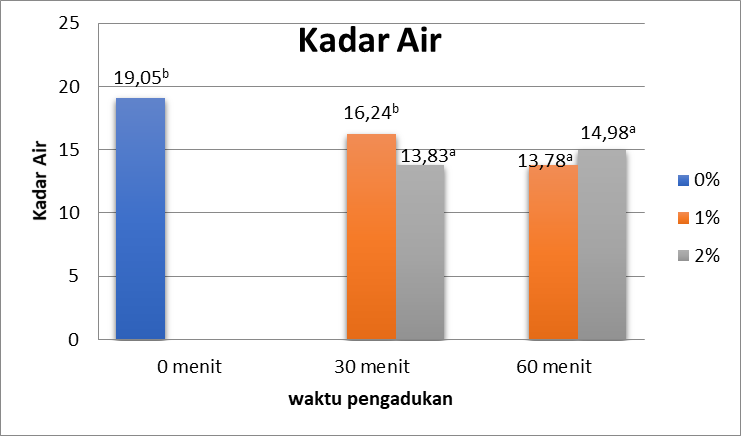 Kadar Air
25
20
15
10
5
0
Kadar Air
19,05ᵇ
16,24ᵇ
13,83ᵃ
13,78ᵃ
14,98ᵃ
0 menit
30 menit
60 menit
waktu pengadukan
0%
1%
2%